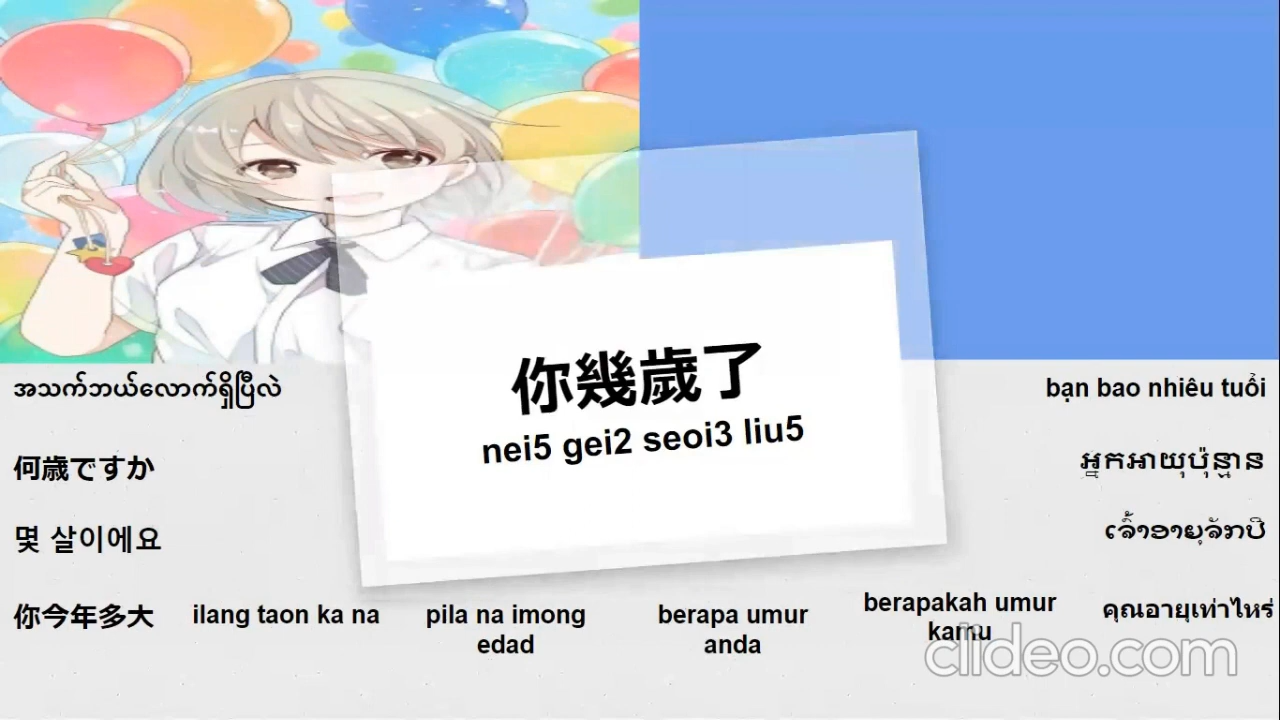 你幾歲了
nei5 gei2 seoi3 liu5
အသက်ဘယ်လောက်ရှိပြီလဲ
bạn bao nhiêu tuổi
何歳ですか
អ្នកអាយុប៉ុន្មាន
몇 살이에요
ເຈົ້າອາຍຸຈັກປີ
你今年多大
ilang taon ka na
pila na imong
edad
berapa umur
anda
berapakah umur
kamu
คุณอายุเท่าไหร่
clideo.com